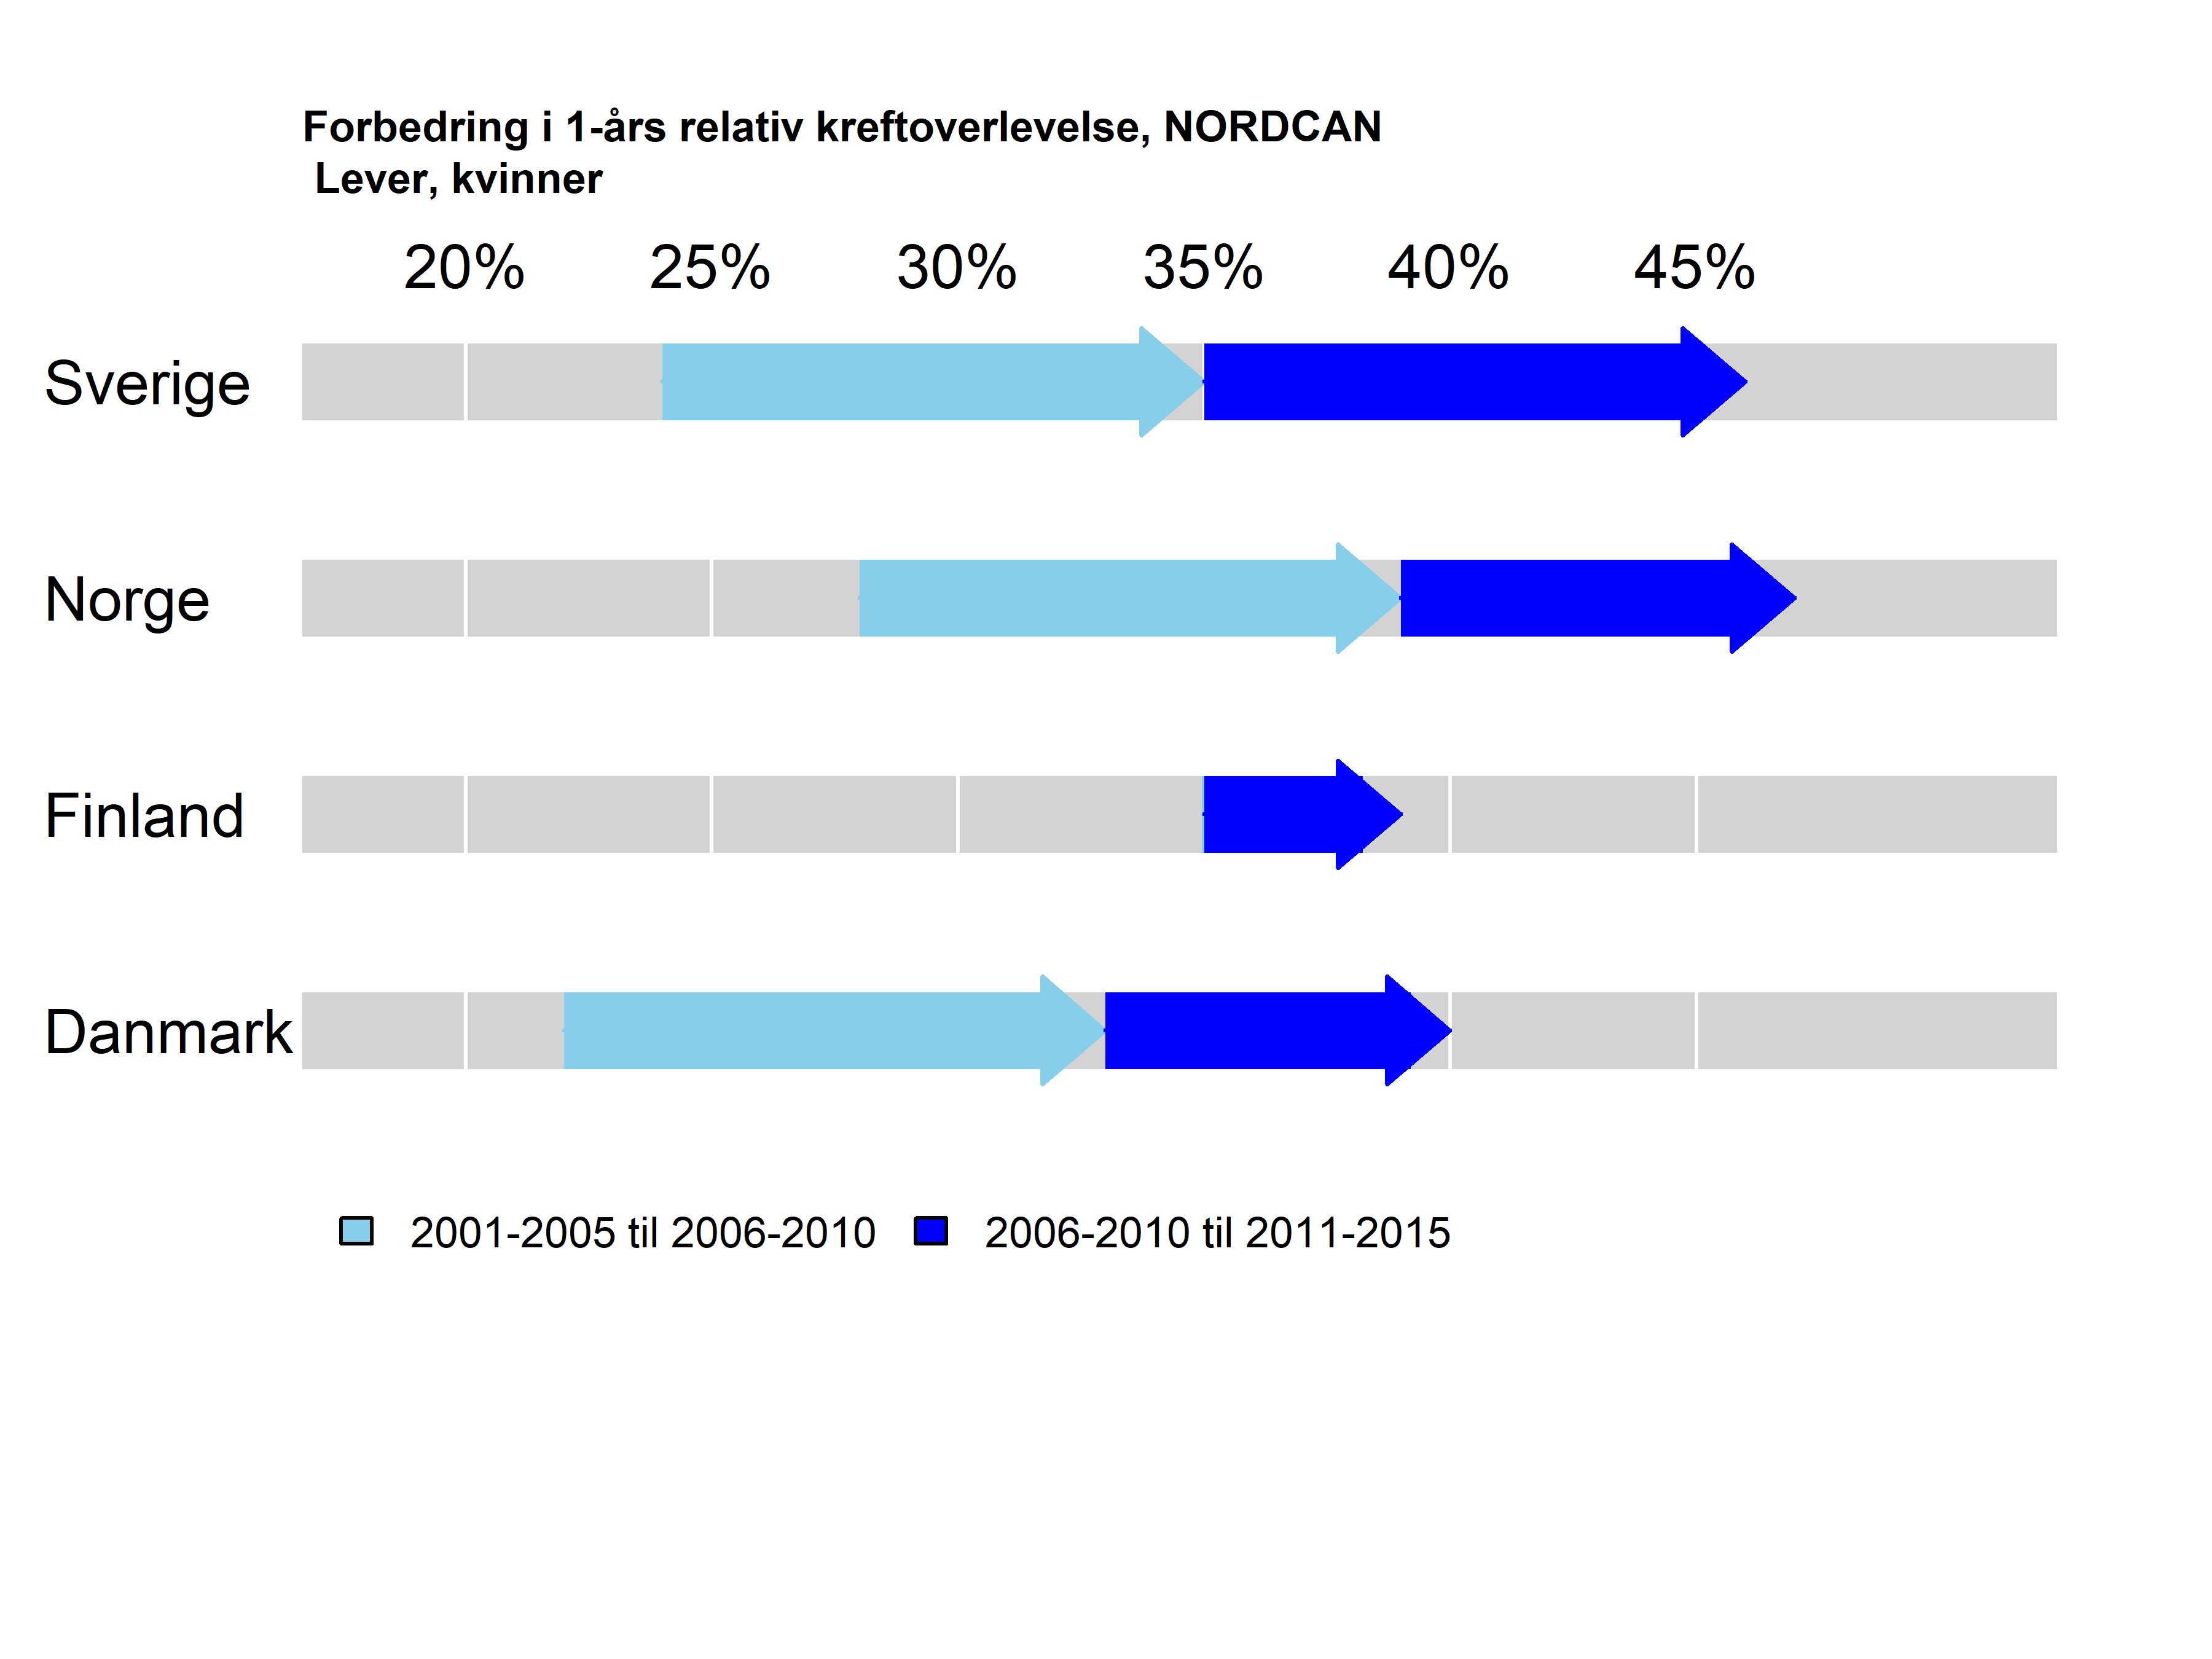 Forbedring i 1-års relativ kreftoverlevelse, NORDCAN
Lever, kvinner
20% 25% 30% 35% 40% 45%
Sverige
Norge
Finland
Danmark
2001-2005 til 2006-2010 2006-2010 til 2011-2015